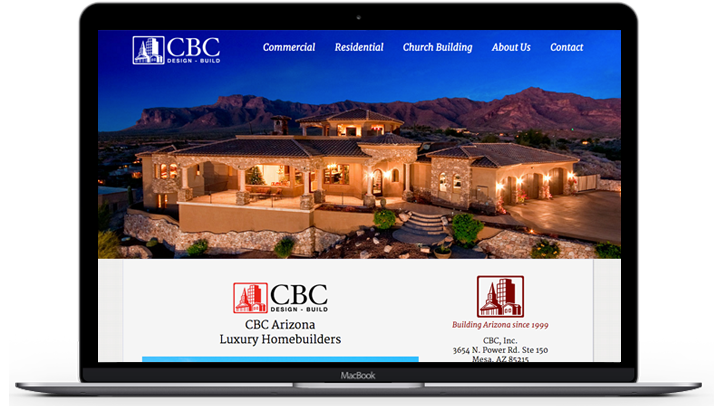 CBC
DESIGN - BUILD
Commercial
Residential
Church Building
About Us
Contact
CBC
DESIGN - BUILD
CBC Arizona
Luxury Homebuilders
Building Arizona since 1999
CBC, Inc.
3654 N. Power Rd. Ste 150
Mesa, AZ 85215
MacBook